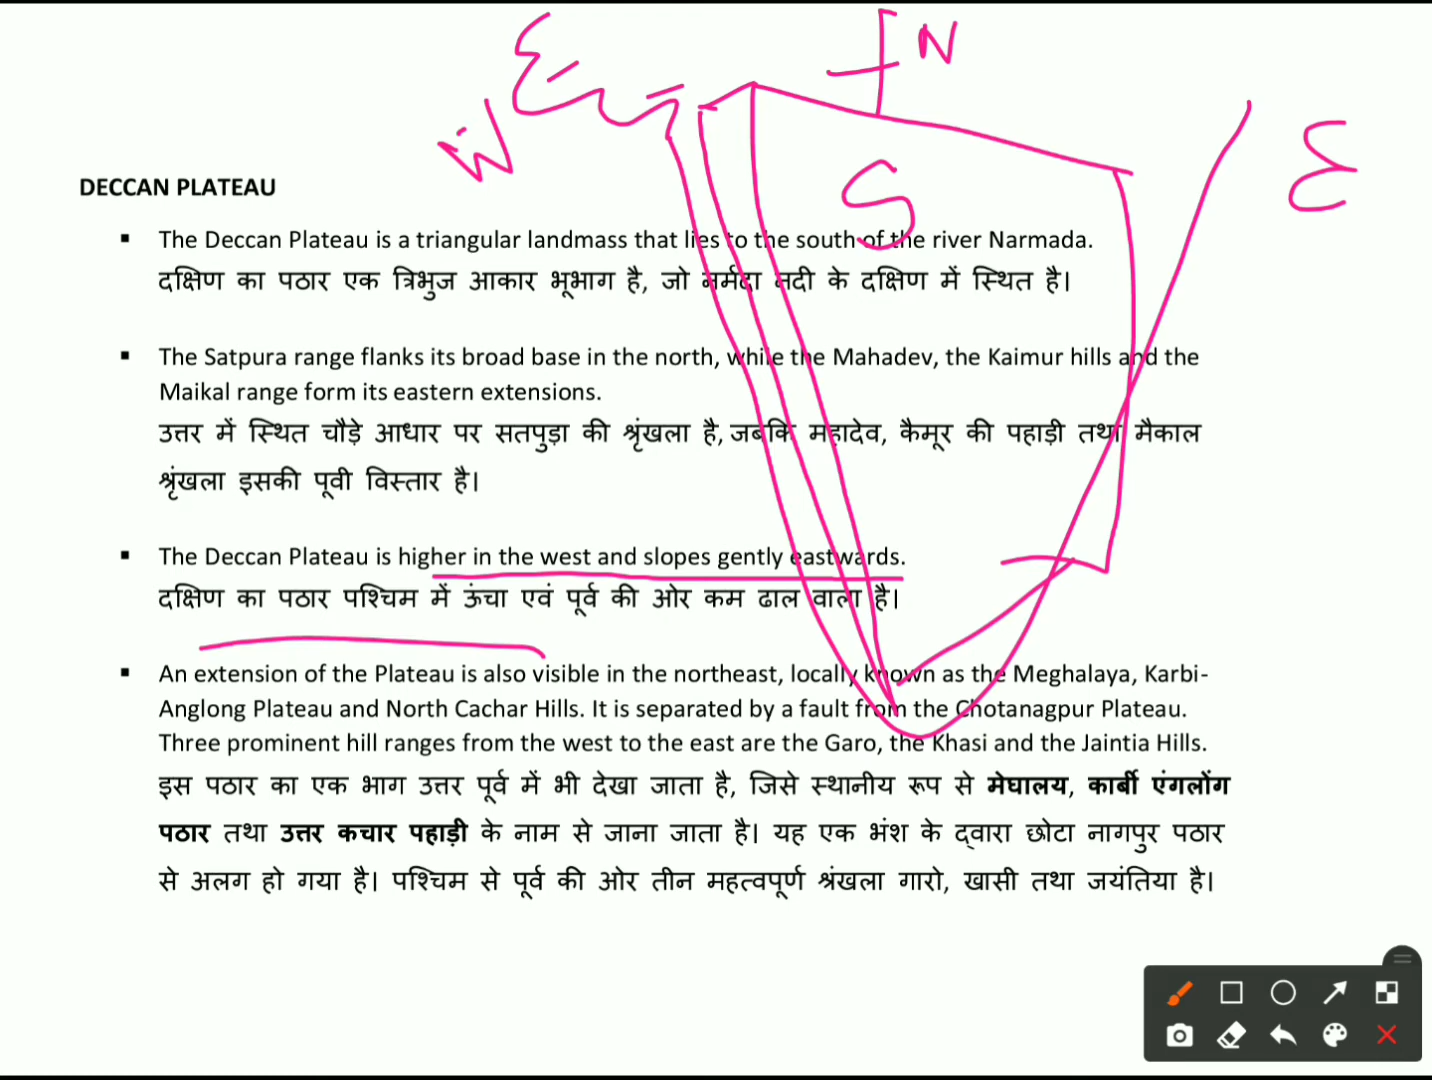 N
W
E
S
DECCAN PLATEAU
▪ The Deccan Plateau is a triangular landmass that lies to the south of the river Narmada.
दक्षिण का पठार एक त्रिभुज आकार भूभाग है, जो नर्मदा नदी के दक्षिण में स्थित है।
▪ The Satpura range flanks its broad base in the north, while the Mahadev, the Kaimur hills and the
Maikal range form its eastern extensions.
उत्तर में स्थित चौड़े आधार पर सतपुड़ा की श्रृंखला है, जबकि महादेव, कैमूर की पहाड़ी तथा मैकाल
श्रृंखला इसकी पूवी विस्तार है।
▪ The Deccan Plateau is higher in the west and slopes gently eastwards.
दक्षिण का पठार पश्चिम में ऊंचा एवं पूर्व की ओर कम ढाल वाला है।
▪ An extension of the Plateau is also visible in the northeast, locally known as the Meghalaya, Karbi-
Anglong Plateau and North Cachar Hills. It is separated by a fault from the Chotanagpur Plateau.
Three prominent hill ranges from the west to the east are the Garo, the Khasi and the Jaintia Hills.
इस पठार का एक भाग उत्तर पूर्व में भी देखा जाता है, जिसे स्थानीय रूप से मेघालय, कार्बी एंगलोंग
पठार तथा उत्तर कचार पहाड़ी के नाम से जाना जाता है। यह एक भंश के द्वारा छोटा नागपुर पठार
से अलग हो गया है। पश्चिम से पूर्व की ओर तीन महत्वपूर्ण श्रंखला गारो, खासी तथा जयंतिया है।